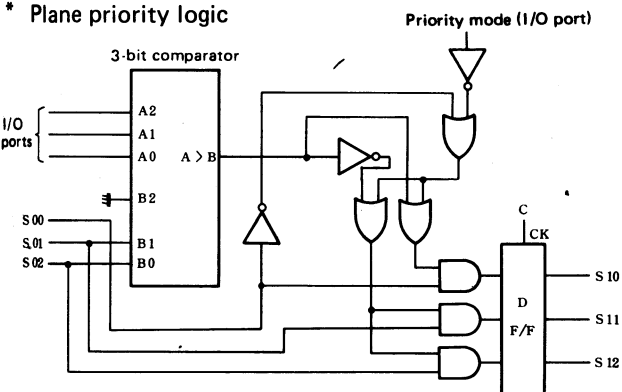 * Plane priority logic
Priority mode (I/O port)
3-bit comparator
I/O
ports
A2
A1
A0
A > B
B2
S00
S01
B1
S02
B0
C
CK
D
F/F
S10
S11
S12